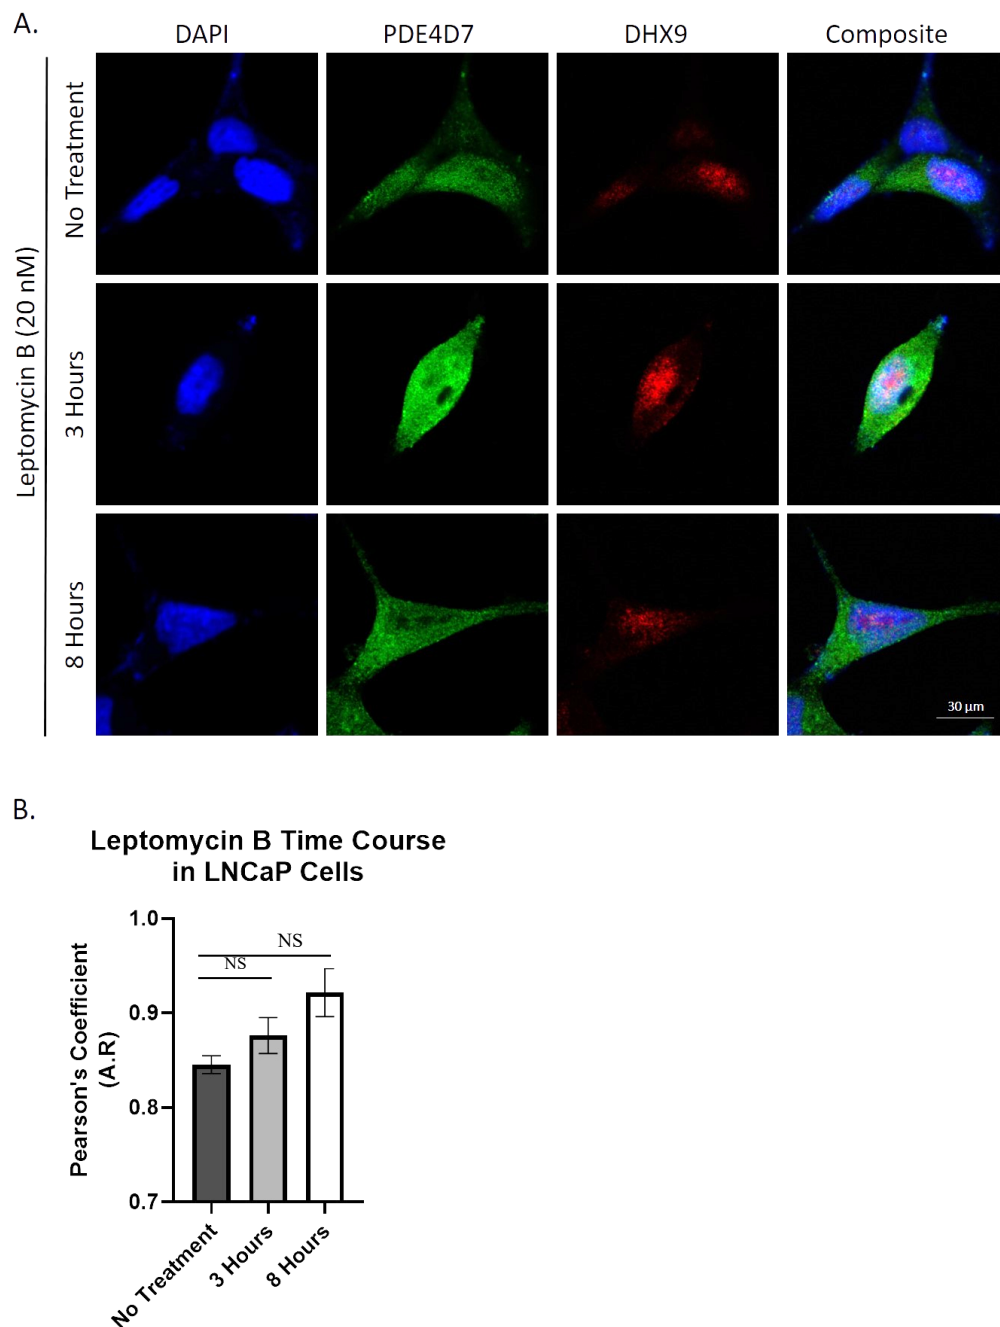 A.
DAPI PDE4D7 DHX9 Composite
Leptomycin B (20 nM)
No Treatment
3 Hours
8 Hours
30 µm
B.
Leptomycin B Time Course
in LNCaP Cells
Pearson's Coefficient
(A.R)
1.0
0.9
0.8
0.7
NS
NS
No Treatment
3 Hours
8 Hours